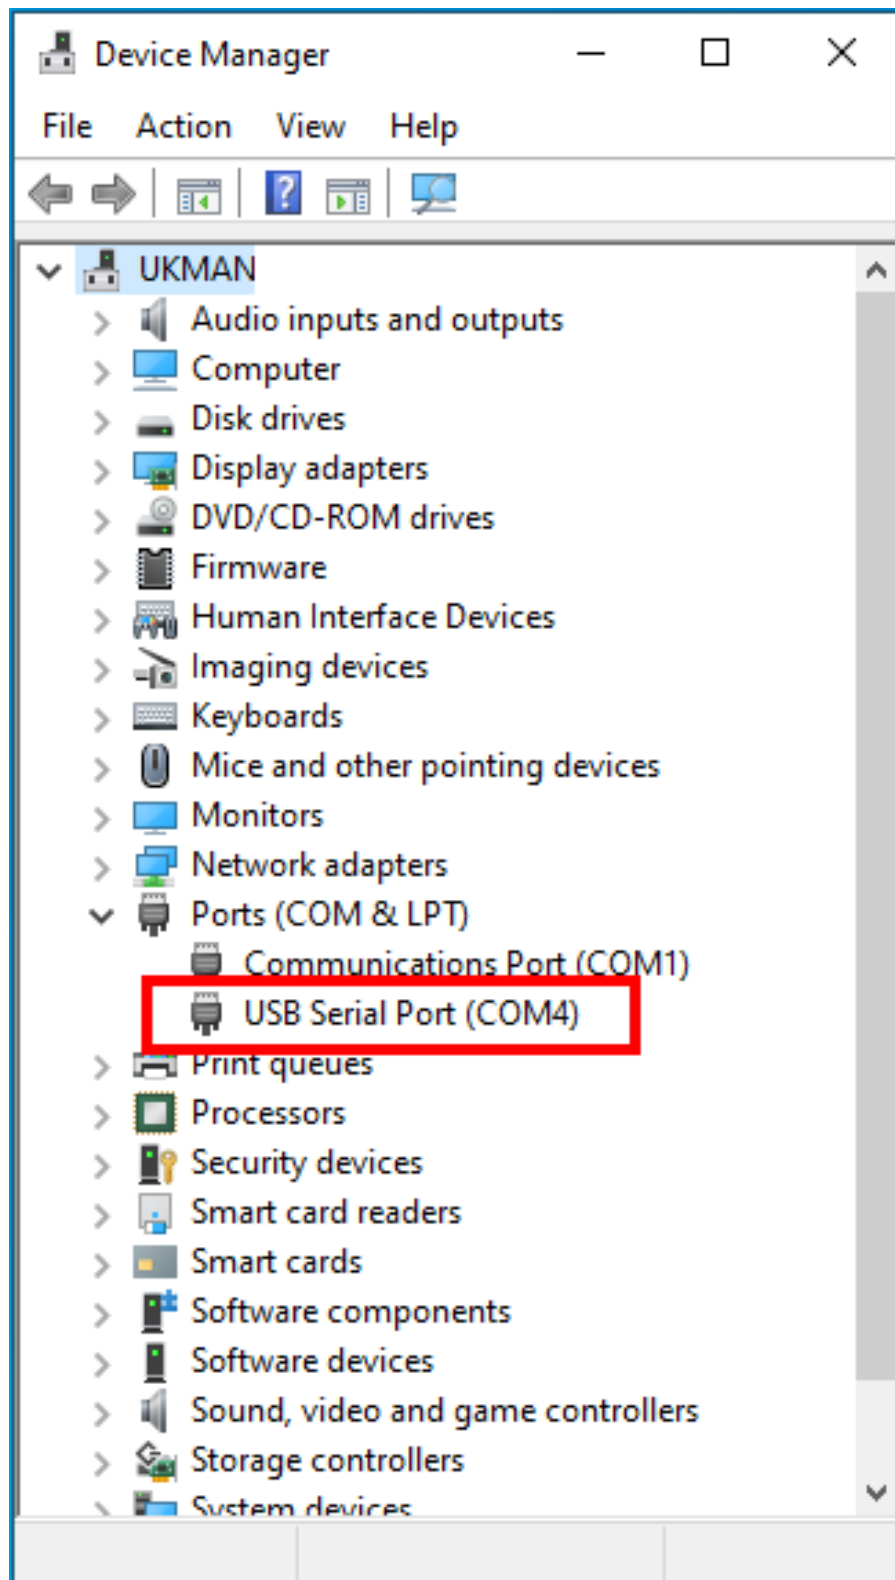 Device Manager
File Action View Help
UKMAN
Audio inputs and outputs
Computer
Disk drives
Display adapters
DVD/CD-ROM drives
Firmware
Human Interface Devices
Imaging devices
Keyboards
Mice and other pointing devices
Monitors
Network adapters
Ports (COM & LPT)
Communications Port (COM1)
USB Serial Port (COM4)
Print queues
Processors
Security devices
Smart card readers
Smart cards
Software components
Software devices
Sound, video and game controllers
Storage controllers
System devices